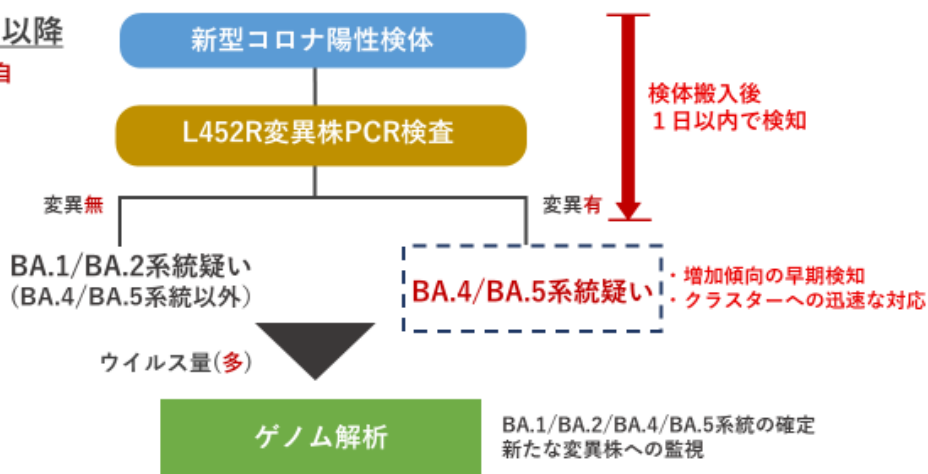 以降
自
新型コロナ陽性検体
検体搬入後
１日以内で検知
L452R変異株PCR検査
変異無
変異有
BA.1/BA.2系統疑い
(BA.4/BA.5系統以外)
BA.4/BA.5系統疑い
・増加傾向の早期検知
・クラスターへの迅速な対応
ウイルス量(多)
ゲノム解析
BA.1/BA.2/BA.4/BA.5系統の確定
新たな変異株への監視